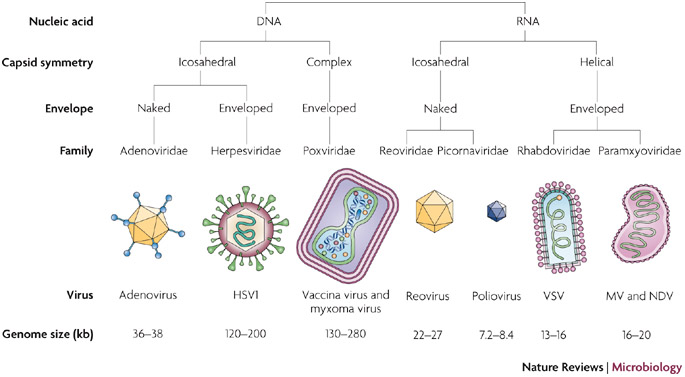 Nucleic acid DNA RNA
Capsid symmetry Icosahedral Complex Icosahedral Helical
Envelope Naked Enveloped Enveloped Naked Enveloped
Family Adenoviridae Herpesviridae Poxviridae Reoviridae Picornaviridae Rhabdoviridae Paramxyoviridae
Virus Adenovirus HSV1 Vaccina virus and myxoma virus Reovirus Poliovirus VSV MV and NDV
Genome size (kb) 36–38 120–200 130–280 22–27 7.2–8.4 13–16 16–20
Nature Reviews | Microbiology